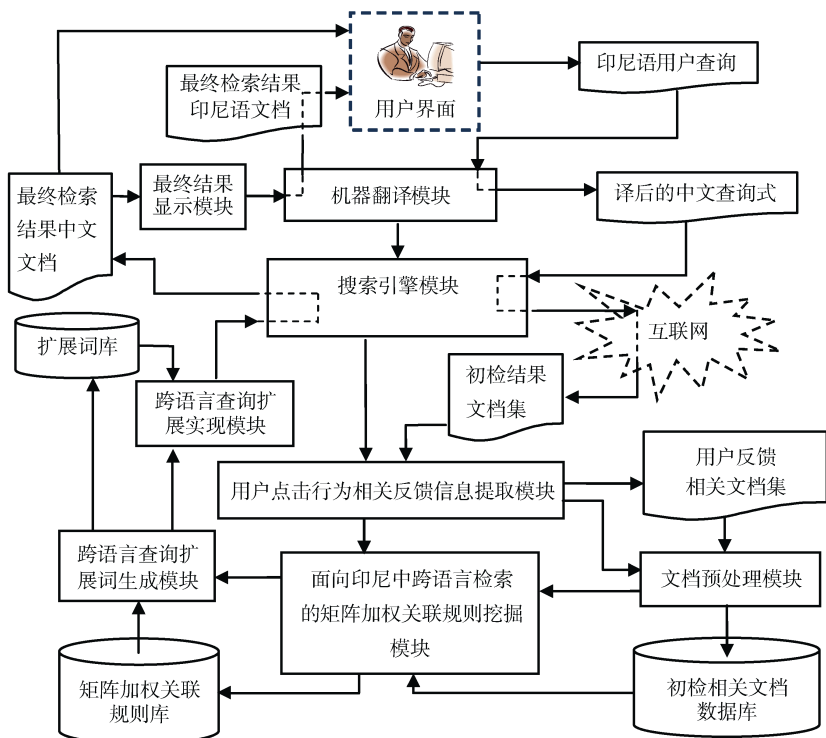 用户界面
印尼语用户查询
最终检索结果
印尼语文档
最终检索
结果中文
文档
最终结果
显示模块
机器翻译模块
译后的中文查询式
搜索引擎模块
互联网
扩展词库
跨语言查询扩
展实现模块
初检结果
文档集
用户点击行为相关反馈信息提取模块
用户反馈
相关文档集
跨语言查询扩
展词生成模块
面向印尼中跨语言检索
的矩阵加权关联规则挖掘
模块
文档预处理模块
矩阵加权关联
规则库
初检相关文档
数据库